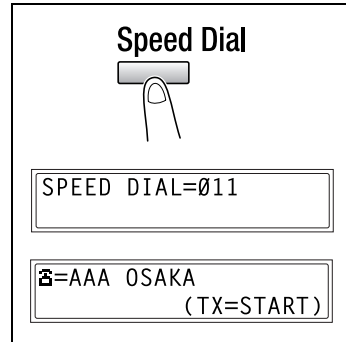 Speed Dial
SPEED DIAL=Ø11
☎=AAA OSAKA
(TX=START)